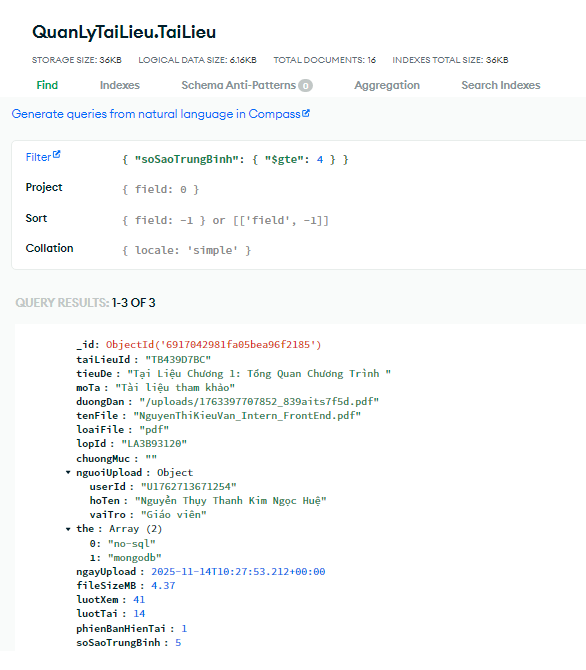 QuanLyTaiLieu.TaiLieu
STORAGE SIZE: 36KB LOGICAL DATA SIZE: 6.16KB TOTAL DOCUMENTS: 16 INDEXES TOTAL SIZE: 36KB
Find Indexes Schema Anti-Patterns 0 Aggregation Search Indexes
Generate queries from natural language in Compass
Filter { "soSaoTrungBinh": { "$gte": 4 } }
Project { field: 0 }
Sort { field: -1 } or [['field', -1]]
Collation { locale: 'simple' }
QUERY RESULTS: 1-3 OF 3
_id: ObjectId('6917042981fa05bea96f2185')
taiLieuId : "TB439D7BC"
tieuDe : "Tại Liệu Chương 1: Tổng Quan Chương Trình "
moTa : "Tài liệu tham khảo"
duongDan : "/uploads/1763397707852_839aits7f5d.pdf"
tenFile : "NguyenThiKieuVan_Intern_FrontEnd.pdf"
loaiFile : "pdf"
lopId : "LA3B93120"
chuongMuc : ""
nguoiUpload : Object
userId : "U1762713671254"
hoTen : "Nguyễn Thụy Thanh Kim Ngọc Huệ"
vaiTro : "Giáo viên"
the : Array (2)
0: "no-sql"
1: "mongodb"
ngayUpload : 2025-11-14T10:27:53.212+00:00
fileSizeMB : 4.37
luotXem : 41
luotTai : 14
phienBanHienTai : 1
soSaoTrungBinh : 5